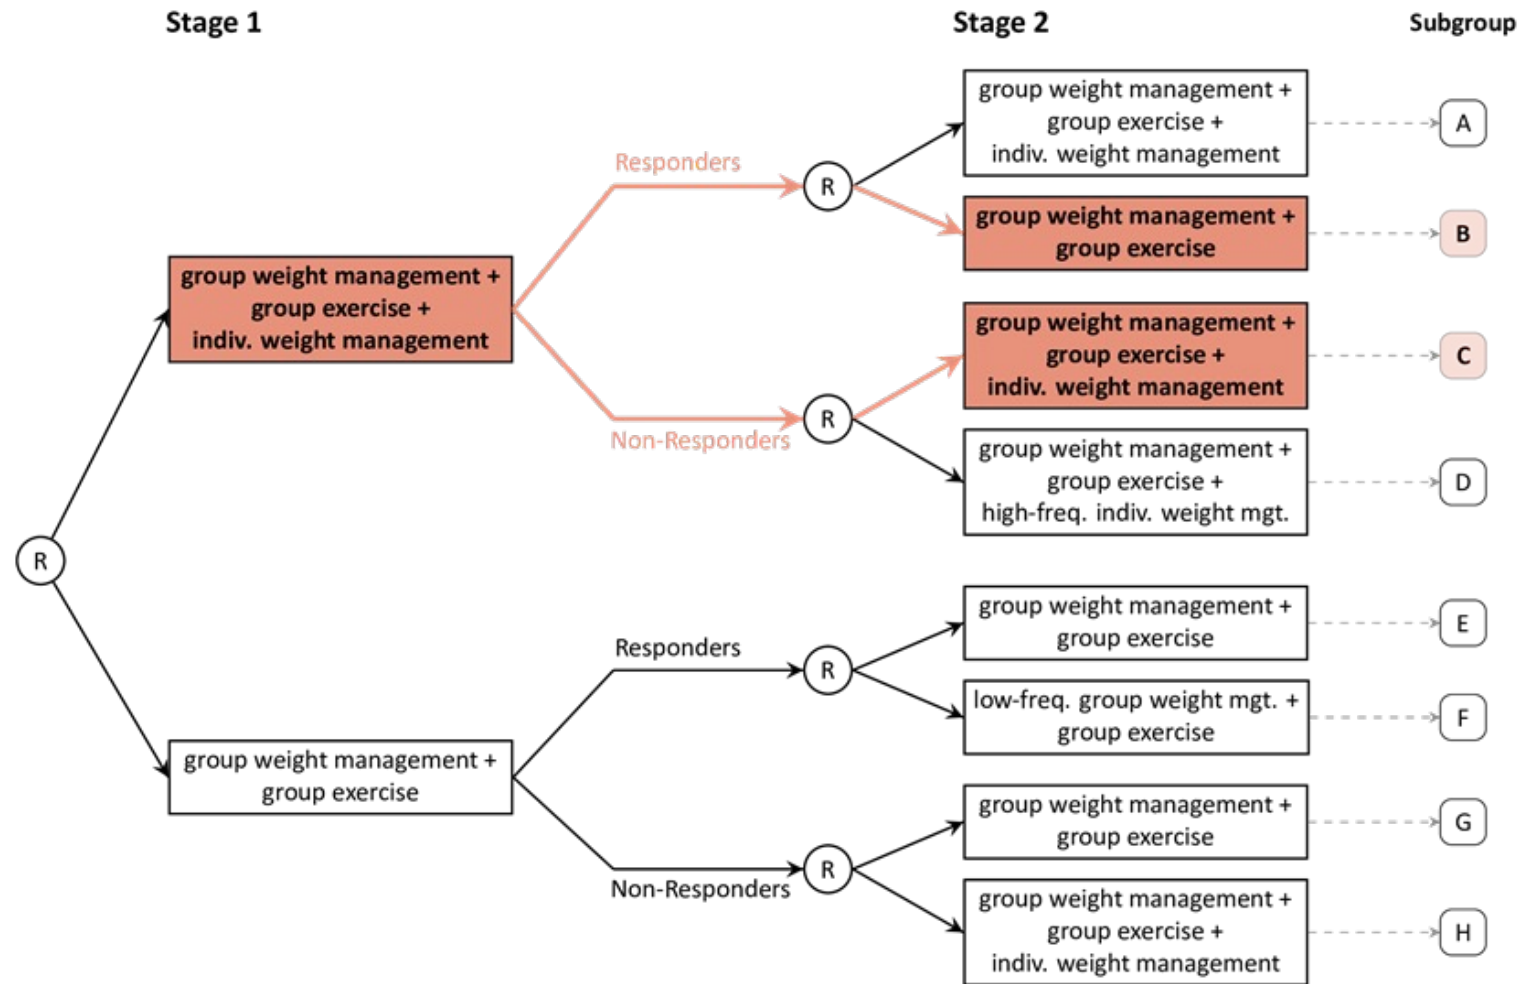 Stage 1
Stage 2
Subgroup
group weight management +
group exercise +
indiv. weight management
A
Responders
R
group weight management +
group exercise
B
group weight management +
group exercise +
indiv. weight management
group weight management +
group exercise +
indiv. weight management
C
R
Non-Responders
group weight management +
group exercise +
high-freq. indiv. weight mgt.
D
R
group weight management +
group exercise
E
Responders
R
low-freq. group weight mgt. +
group exercise
F
group weight management +
group exercise
group weight management +
group exercise
G
R
Non-Responders
group weight management +
group exercise +
indiv. weight management
H